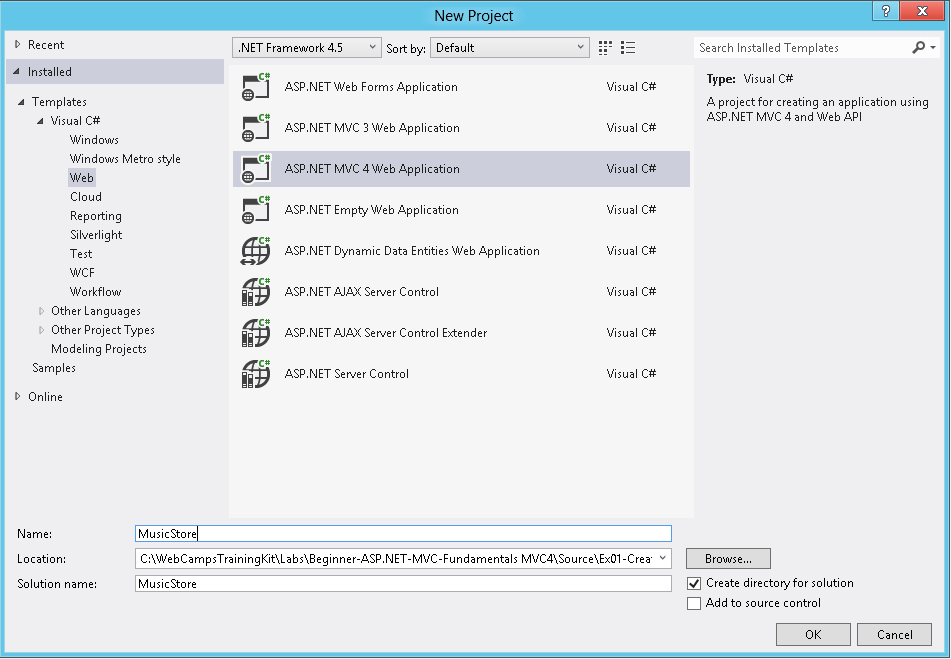 New Project
?
X
Recent
Installed
Templates
Visual C#
Windows
Windows Metro style
Web
Cloud
Reporting
Silverlight
Test
WCF
Workflow
Other Languages
Other Project Types
Modeling Projects
Samples
Online
.NET Framework 4.5
Sort by: Default
C# ASP.NET Web Forms Application Visual C#
C# ASP.NET MVC 3 Web Application Visual C#
C# ASP.NET MVC 4 Web Application Visual C#
C# ASP.NET Empty Web Application Visual C#
C# ASP.NET Dynamic Data Entities Web Application Visual C#
C# ASP.NET AJAX Server Control Visual C#
C# ASP.NET AJAX Server Control Extender Visual C#
C# ASP.NET Server Control Visual C#
Search Installed Templates
Type: Visual C#
A project for creating an application using
ASP.NET MVC 4 and Web API
Name: MusicStore
Location: C:\WebCampsTrainingKit\Labs\Beginner-ASP.NET-MVC-Fundamentals MVC4\Source\Ex01-Creat
Browse...
Solution name: MusicStore
Create directory for solution
Add to source control
OK
Cancel